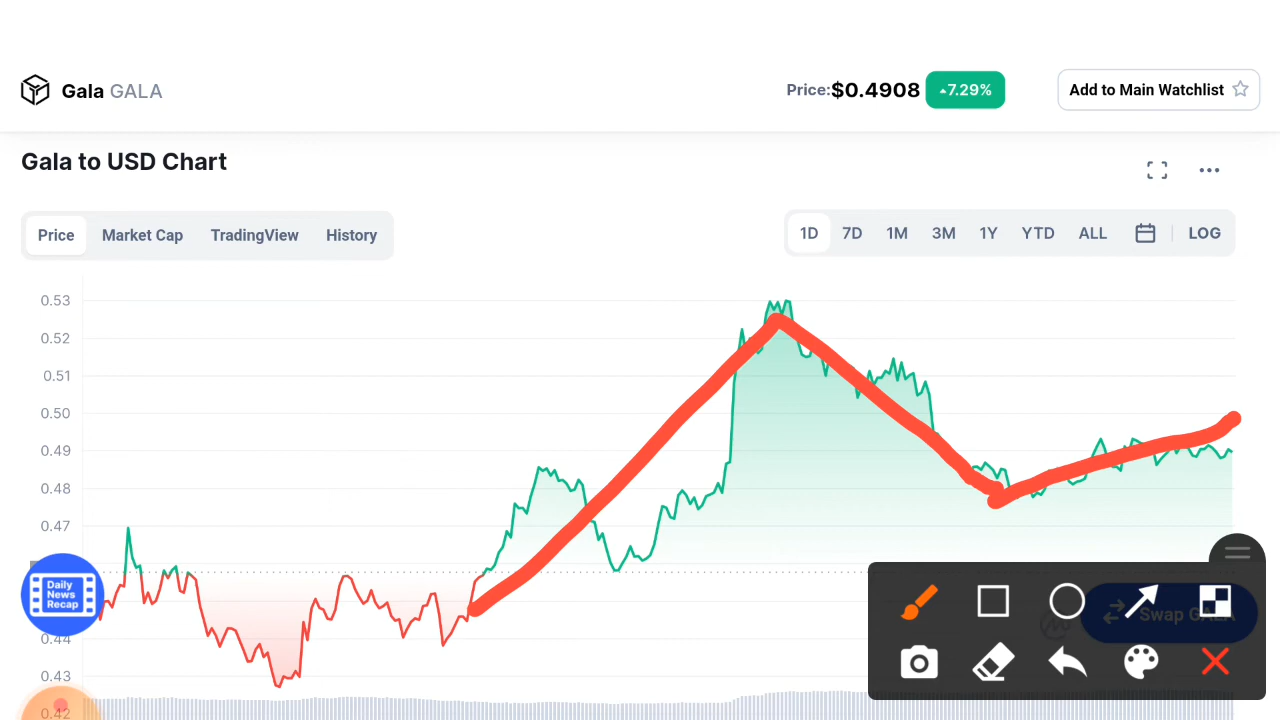 Gala GALA
Price:$0.4908 7.29%
Add to Main Watchlist
Gala to USD Chart
Price Market Cap TradingView History
1D 7D 1M 3M 1Y YTD ALL LOG
0.53
0.52
0.51
0.50
0.49
0.48
0.47
Daily
News
Recap
Swap GALA
0.44
0.43
0.42